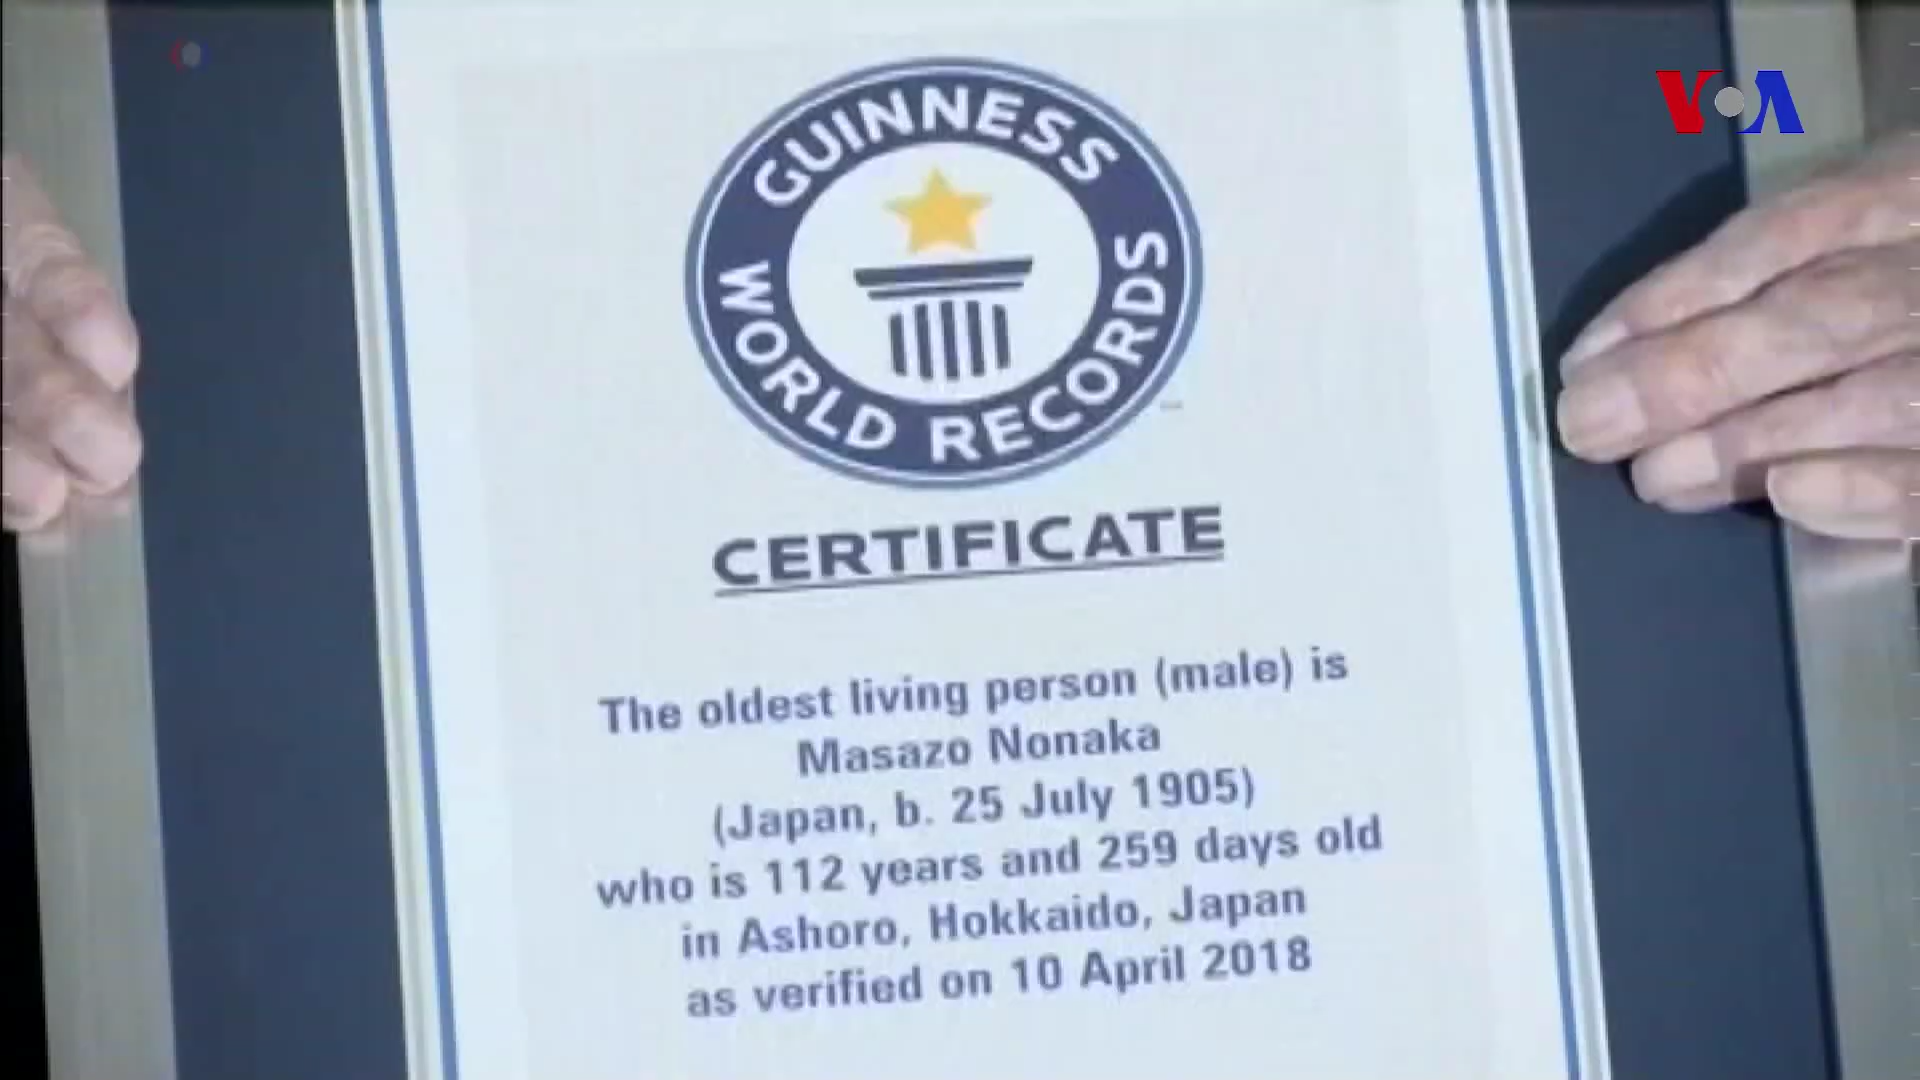 VOA
GUINNESS
WORLD RECORDS
CERTIFICATE
The oldest living person (male) is
Masazo Nonaka
(Japan, b. 25 July 1905)
who is 112 years and 259 days old
in Ashoro, Hokkaido, Japan
as verified on 10 April 2018